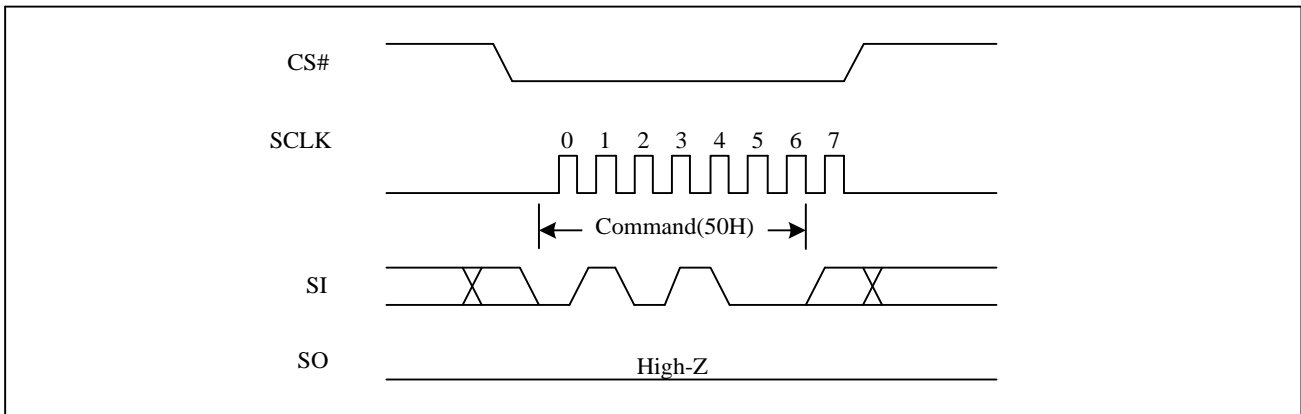 CS#
SCLK
0 1 2 3 4 5 6 7
Command(50H)
SI
SO
High-Z